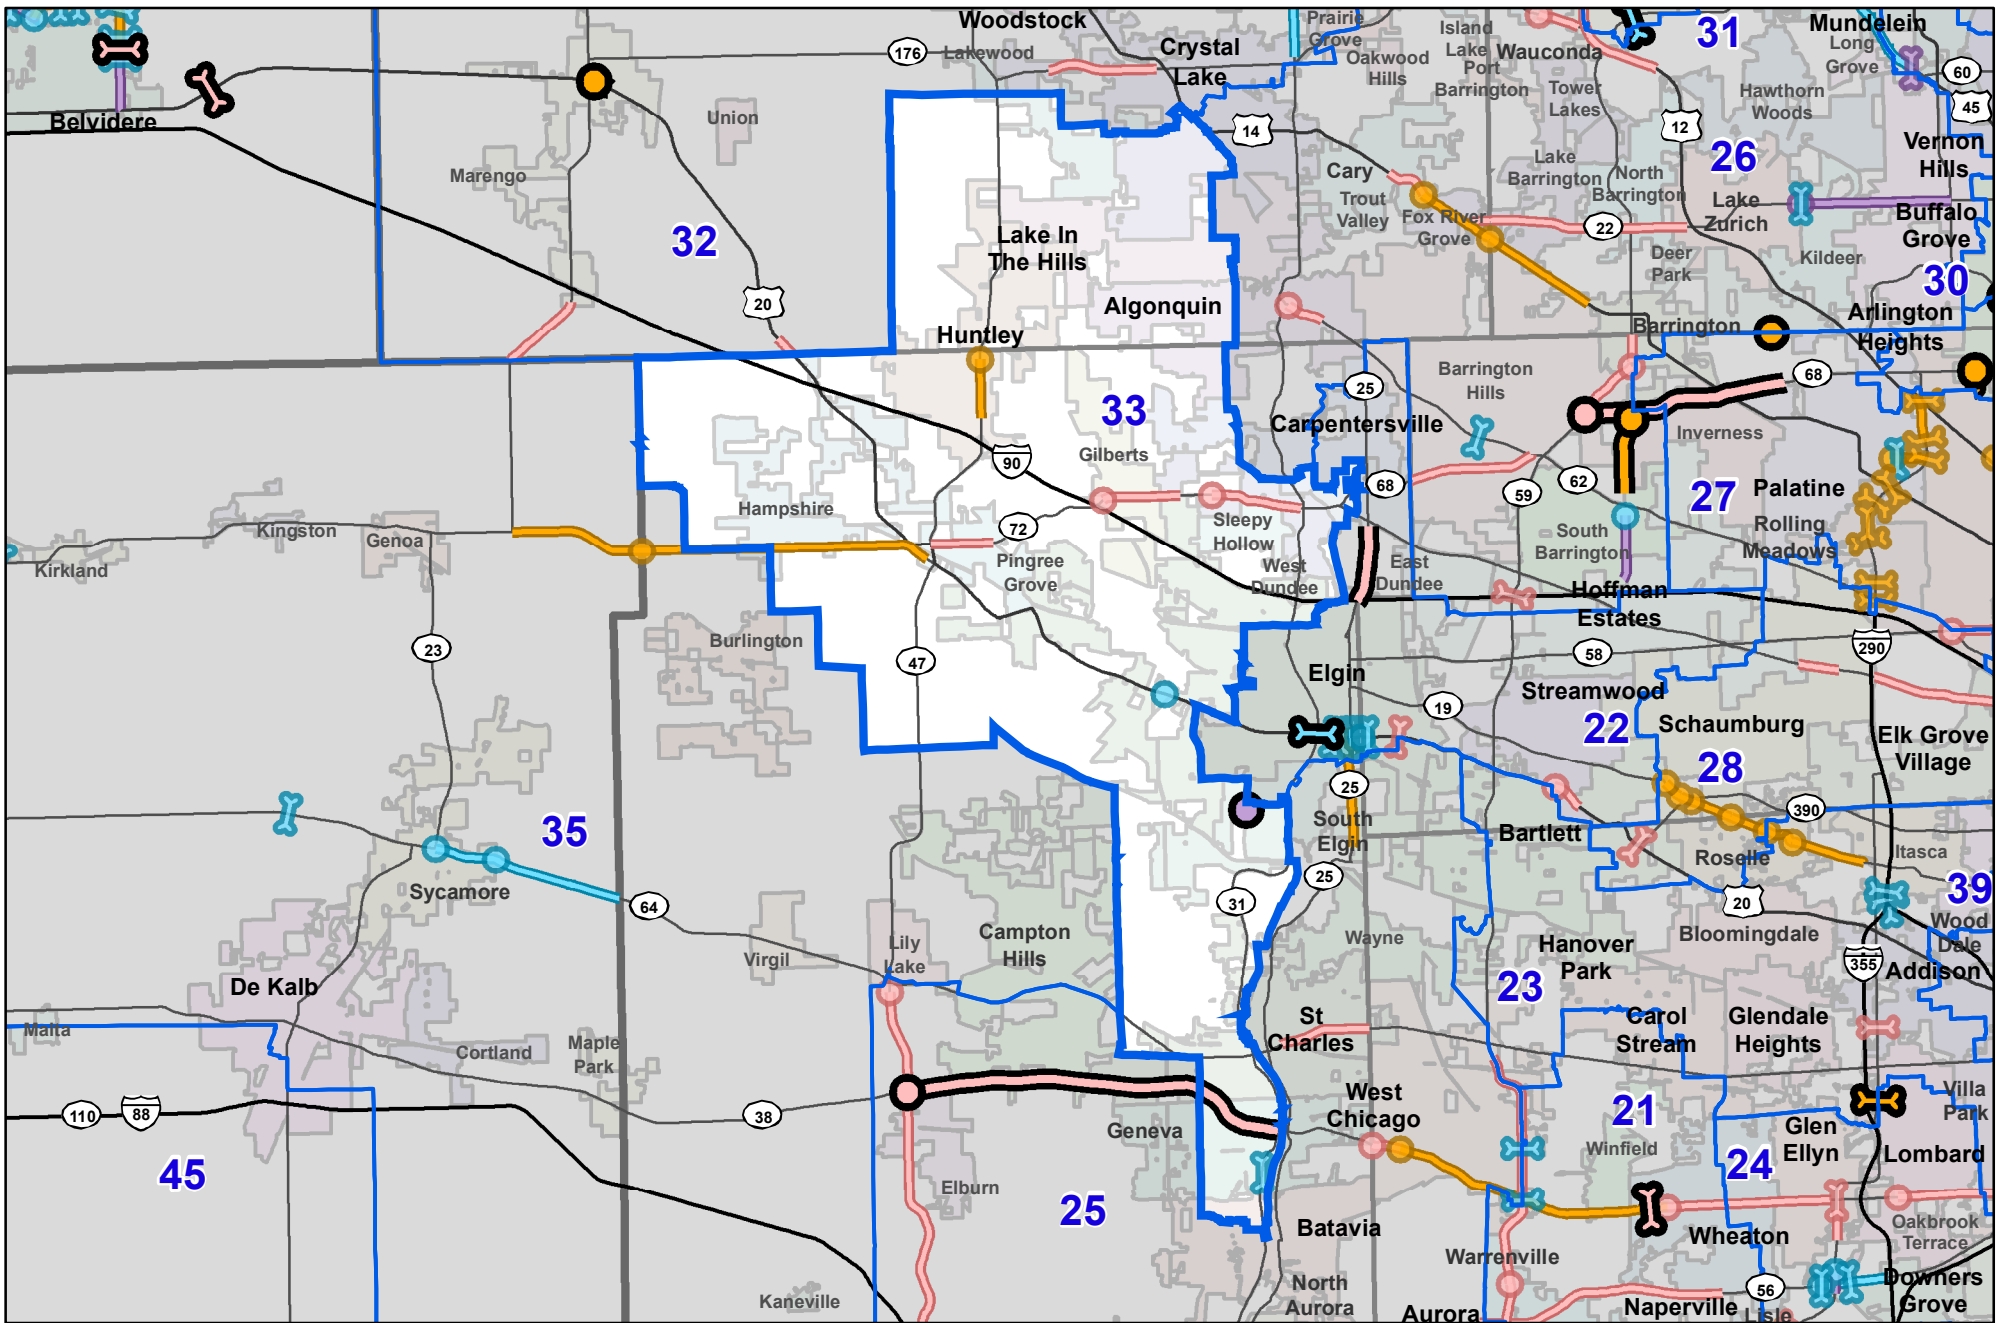 Woodstock
Prairie
Grove
Island
Lake
Port
Barrington
31
Mundelein
Long
Grove
176
Lakewood
Crystal
Lake
Oakwood
Hills
Wauconda
60
45
Tower
Lakes
Hawthorn
Woods
Belvidere
Union
14
12
26
Vernon
Hills
Marengo
Cary
Trout
Valley
Lake
Barrington
North
Barrington
Lake
Zurich
Buffalo
Grove
32
Lake In
The Hills
Fox River
Grove
22
Deer
Park
Kildeer
30
20
Algonquin
Huntley
Barrington
Arlington
Heights
33
25
Barrington
Hills
68
Carpentersville
Inverness
Gilberts
90
68
62
59
27
Palatine
Hampshire
72
Sleepy
Hollow
South
Barrington
Rolling
Meadows
Kingston
Genoa
Kirkland
Pingree
Grove
West
Dundee
East
Dundee
Hoffman
Estates
23
Burlington
47
58
290
Elgin
Streamwood
19
22
Schaumburg
28
Elk Grove
Village
25
South
Elgin
390
35
Bartlett
Roselle
Itasca
Sycamore
64
25
31
20
39
Wood
Dale
Lily
Lake
Campton
Hills
Virgil
Wayne
Hanover
Park
Bloomingdale
355
Addison
De Kalb
23
Malta
Cortland
Maple
Park
St
Charles
Carol
Stream
Glendale
Heights
110
88
38
West
Chicago
21
Villa
Park
Geneva
Winfield
Glen
Ellyn
24
Lombard
45
Elburn
25
Batavia
Wheaton
Oakbrook
Terrace
Warrenville
Kaneville
North
Aurora
Aurora
Naperville
56
Lisle
Downers
Grove